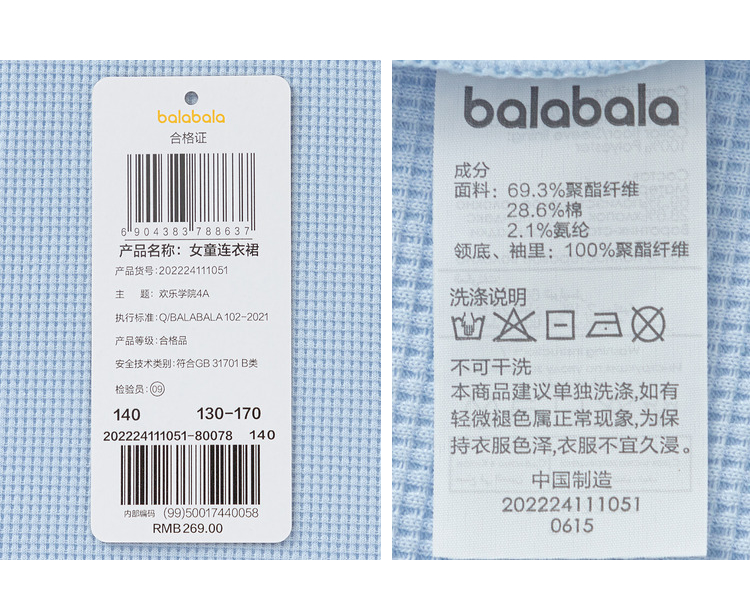 balabala
合格证
6 904383 788637
产品名称: 女童连衣裙
产品货号:202224111051
主 题: 欢乐学院4A
执行标准:Q/BALABALA 102-2021
产品等级:合格品
安全技术类别:符合GB 31701 B类
检验员:09
140 130-170
202224111051-80078 140
内部编码 (99)50017440058
RMB269.00
balabala
成分
面料: 69.3%聚酯纤维
28.6%棉
2.1%氨纶
领底、袖里: 100%聚酯纤维
洗涤说明
不可干洗
本商品建议单独洗涤,如有
轻微褪色属正常现象,为保
持衣服色泽,衣服不宜久浸。
中国制造
202224111051
0615